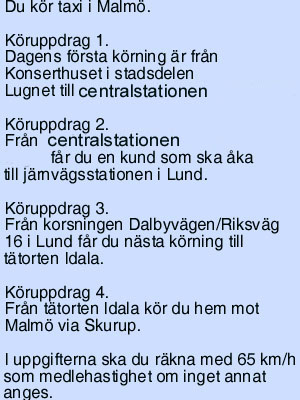 Du kör taxi i Malmö.
Köruppdrag 1.
Dagens första körning är från
Konserthuset i stadsdelen
Lugnet till centralstationen
Köruppdrag 2.
Från centralstationen
får du en kund som ska åka
till järnvägsstationen i Lund.
Köruppdrag 3.
Från korsningen Dalbyvägen/Riksväg
16 i Lund får du nästa körning till
tätorten Idala.
Köruppdrag 4.
Från tätorten Idala kör du hem mot
Malmö via Skurup.
I uppgifterna ska du räkna med 65 km/h
som medlehastighet om inget annat
anges.